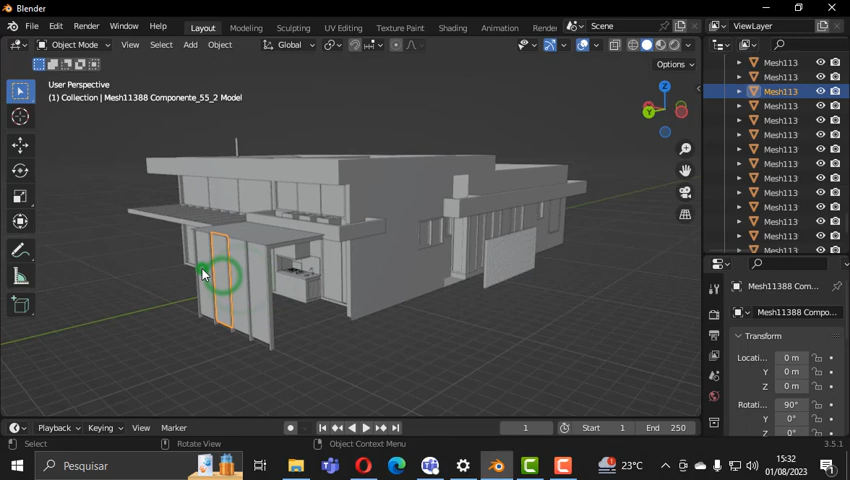 Blender
File Edit Render Window Help Layout Modeling Sculpting UV Editing Texture Paint Shading Animation Render Scene ViewLayer
Object Mode View Select Add Object Global
Options
User Perspective
(1) Collection | Mesh11388 Componente_55_2 Model
Z
Y
Mesh113
Mesh113
Mesh113
Mesh113
Mesh113
Mesh113
Mesh113
Mesh113
Mesh113
Mesh113
Mesh113
Mesh113
Mesh113
Mesh11388 Com...
Mesh11388 Compo...
Transform
Locati... 0 m
Y 0 m
Z 0 m
Rotati... 90°
Y 0°
Z 0°
Playback Keying View Marker 1 Start 1 End 250
Select Rotate View Object Context Menu 3.5.1
Pesquisar 23°C 15:32
01/08/2023